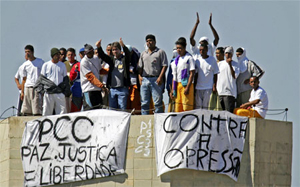 PCC
PAZ. JUSTIÇA
E LIBERDADE.
CONTRA
A
OPRESSÃO